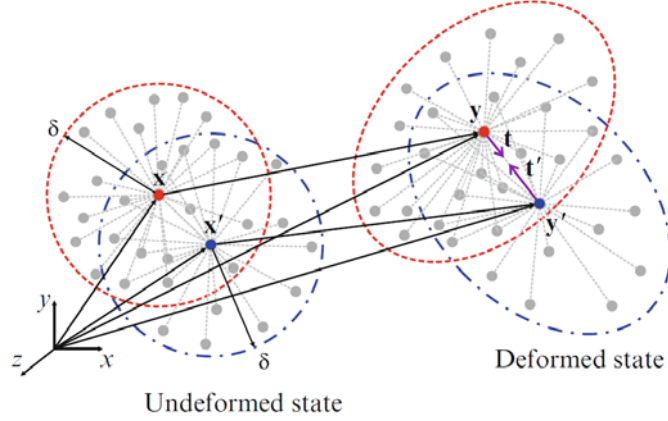 y
t
t′
δ
x
x′
y′
y
z
x
δ
Deformed state
Undeformed state